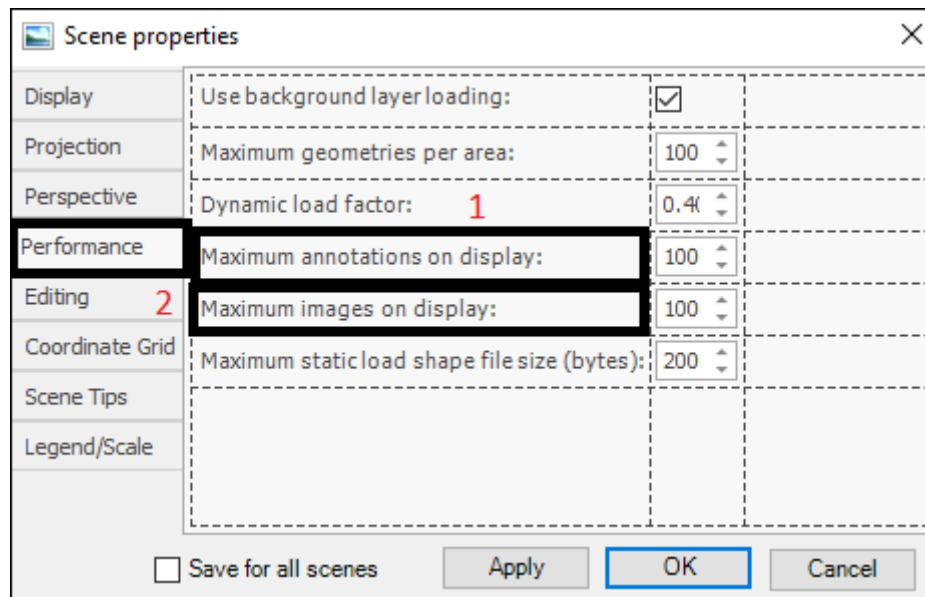 Scene properties
Display
Projection
Perspective
Performance
Editing
Coordinate Grid
Scene Tips
Legend/Scale
Use background layer loading:
Maximum geometries per area: 100
Dynamic load factor: 1 0.4
Maximum annotations on display: 100
2 Maximum images on display: 100
Maximum static load shape file size (bytes): 200
Save for all scenes Apply OK Cancel